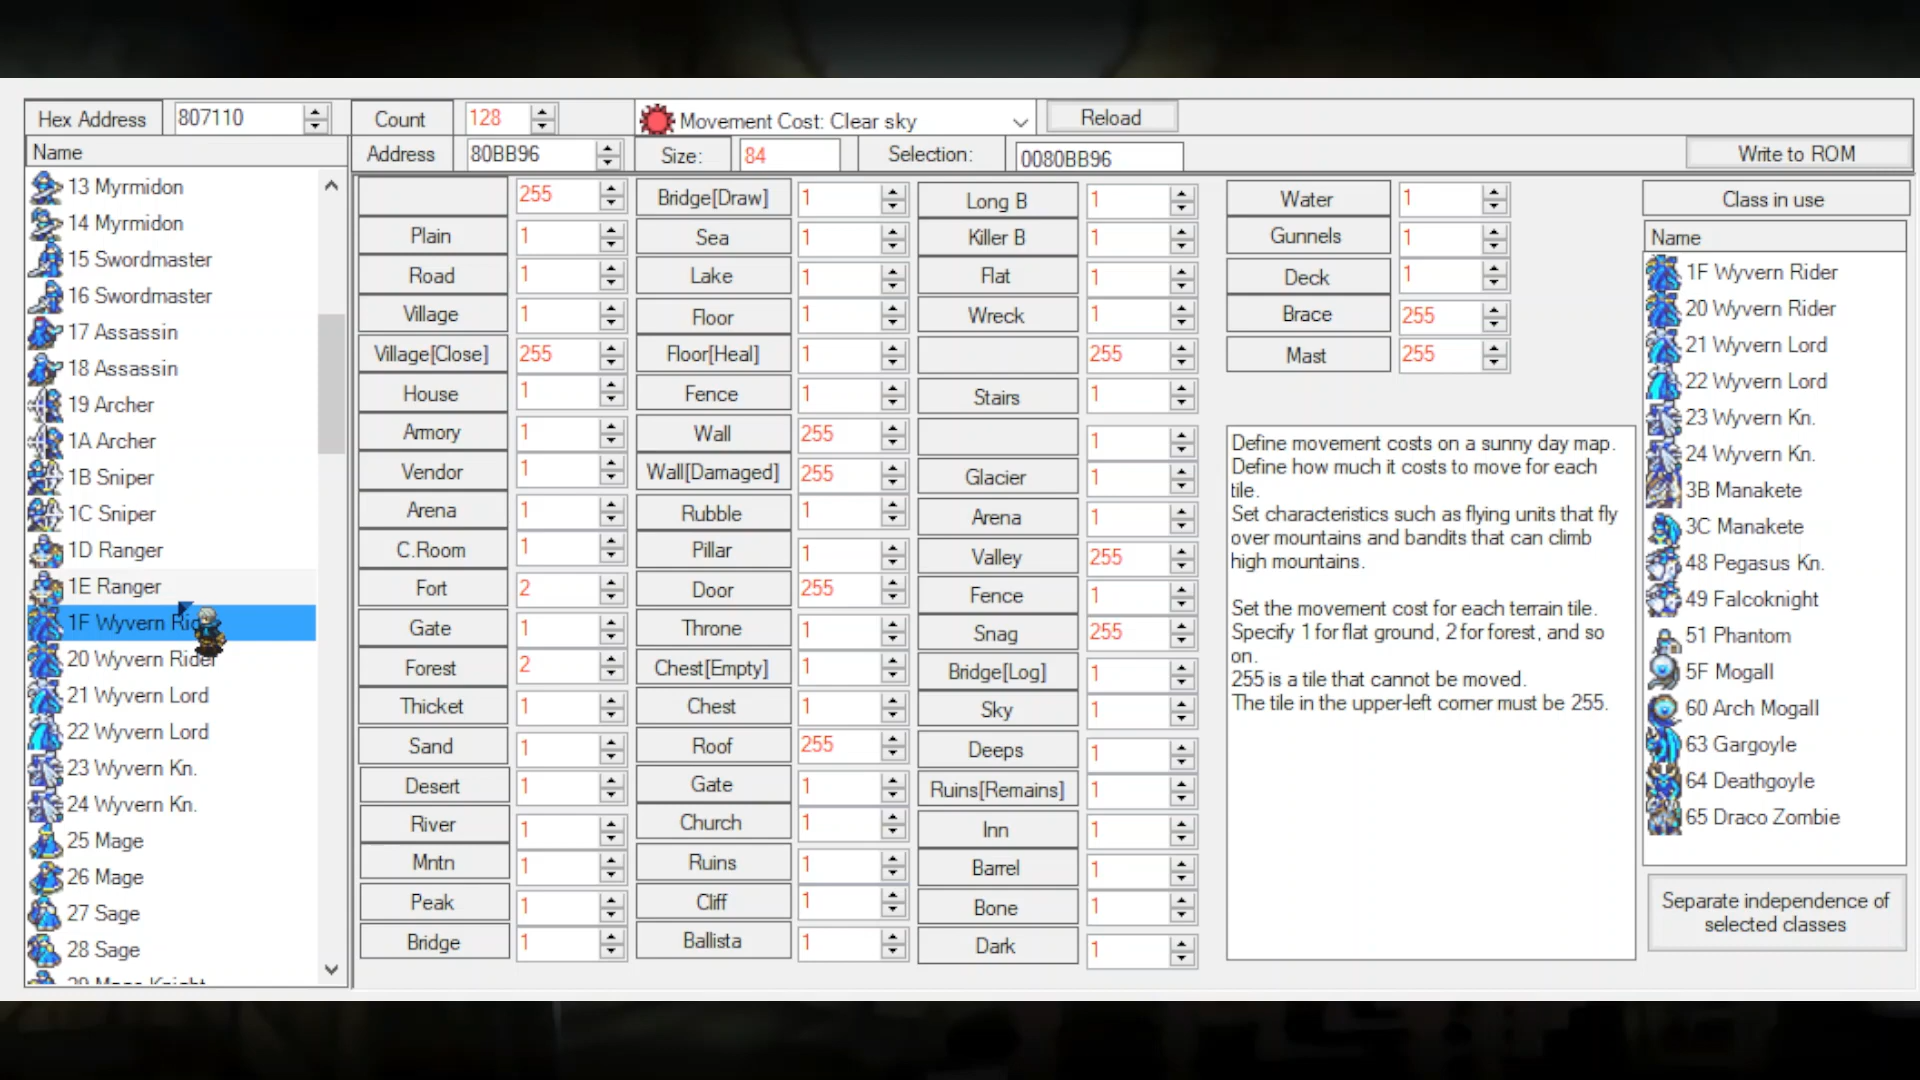 Hex Address 807110 Count 128 Movement Cost: Clear sky Reload
Name Address 80BB96 Size: 84 Selection: 0080BB96 Write to ROM
13 Myrmidon
14 Myrmidon
15 Swordmaster
16 Swordmaster
17 Assassin
18 Assassin
19 Archer
1A Archer
1B Sniper
1C Sniper
1D Ranger
1E Ranger
1F Wyvern
20 Wyvern Rider
21 Wyvern Lord
22 Wyvern Lord
23 Wyvern Kn.
24 Wyvern Kn.
25 Mage
26 Mage
27 Sage
28 Sage
29 Mage Knight
255
Plain 1
Road 1
Village 1
Village[Close] 255
House 1
Armory 1
Vendor 1
Arena 1
C.Room 1
Fort 2
Gate 1
Forest 2
Thicket 1
Sand 1
Desert 1
River 1
Mntn 1
Peak 1
Bridge 1
Bridge[Draw] 1
Sea 1
Lake 1
Floor 1
Floor[Heal] 1
Fence 1
Wall 255
Wall[Damaged] 255
Rubble 1
Pillar 1
Door 255
Throne 1
Chest[Empty] 1
Chest 1
Roof 255
Gate 1
Church 1
Ruins 1
Cliff 1
Ballista 1
Long B 1
Killer B 1
Flat 1
Wreck 1
255
Stairs 1
1
Glacier 1
Arena 1
Valley 255
Fence 1
Snag 255
Bridge[Log] 1
Sky 1
Deeps 1
Ruins[Remains] 1
Inn 1
Barrel 1
Bone 1
Dark 1
Water 1
Gunnels 1
Deck 1
Brace 255
Mast 255
Define movement costs on a sunny day map.
Define how much it costs to move for each
tile.
Set characteristics such as flying units that fly
over mountains and bandits that can climb
high mountains.
Set the movement cost for each terrain tile.
Specify 1 for flat ground, 2 for forest, and so
on.
255 is a tile that cannot be moved.
The tile in the upper-left corner must be 255.
Class in use
Name
1F Wyvern Rider
20 Wyvern Rider
21 Wyvern Lord
22 Wyvern Lord
23 Wyvern Kn.
24 Wyvern Kn.
3B Manakete
3C Manakete
48 Pegasus Kn.
49 Falcoknight
51 Phantom
5F Mogall
60 Arch Mogall
63 Gargoyle
64 Deathgoyle
65 Draco Zombie
Separate independence of
selected classes